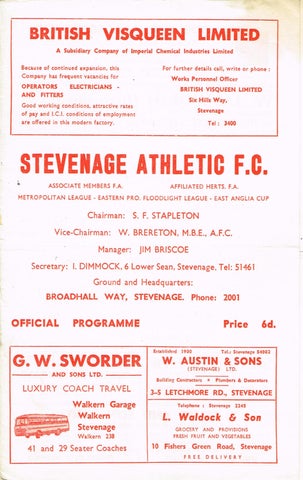 BRITISH VISQUEEN LIMITED
A Subsidiary Company of Imperial Chemical Industries Limited
Because of continued expansion, this
Company has frequent vacancies for
OPERATORS ELECTRICIANS -
AND FITTERS
Good working conditions, attractive rates
of pay and I.C.I. conditions of employment
are offered in this modern factory.
For further details call, write or phone :
Works Personnel Officer
BRITISH VISQUEEN LIMITED
Six Hills Way,
Stevenage
Tel: 3400
STEVENAGE ATHLETIC F.C.
ASSOCIATE MEMBERS F.A. AFFILIATED HERTS. F.A.
METROPOLITAN LEAGUE - EASTERN PRO. FLOODLIGHT LEAGUE - EAST ANGLIA CUP
Chairman: S. F. STAPLETON
Vice-Chairman: W. BRERETON, M.B.E., A.F.C.
Manager: JIM BRISCOE
Secretary: I. DIMMOCK, 6 Lower Sean, Stevenage, Tel: 51461
Ground and Headquarters:
BROADHALL WAY, STEVENAGE. Phone: 2001
OFFICIAL PROGRAMME Price 6d.
G. W. SWORDER
AND SONS LTD.
LUXURY COACH TRAVEL
Walkern Garage
Walkern
Stevenage
Walkern 238
41 and 29 Seater Coaches
Established 1900 Tel.: Stevenage 54002
W. AUSTIN & SONS
(STEVENAGE) LTD.
Building Constructors • Plumbers & Decorators
3-5 LETCHMORE RD., STEVENAGE
Telephone : Stevenage 2245
L. Waldock & Son
GROCERY AND PROVISIONS
FRESH FRUIT AND VEGETABLES
10 Fishers Green Road, Stevenage
FREE DELIVERY